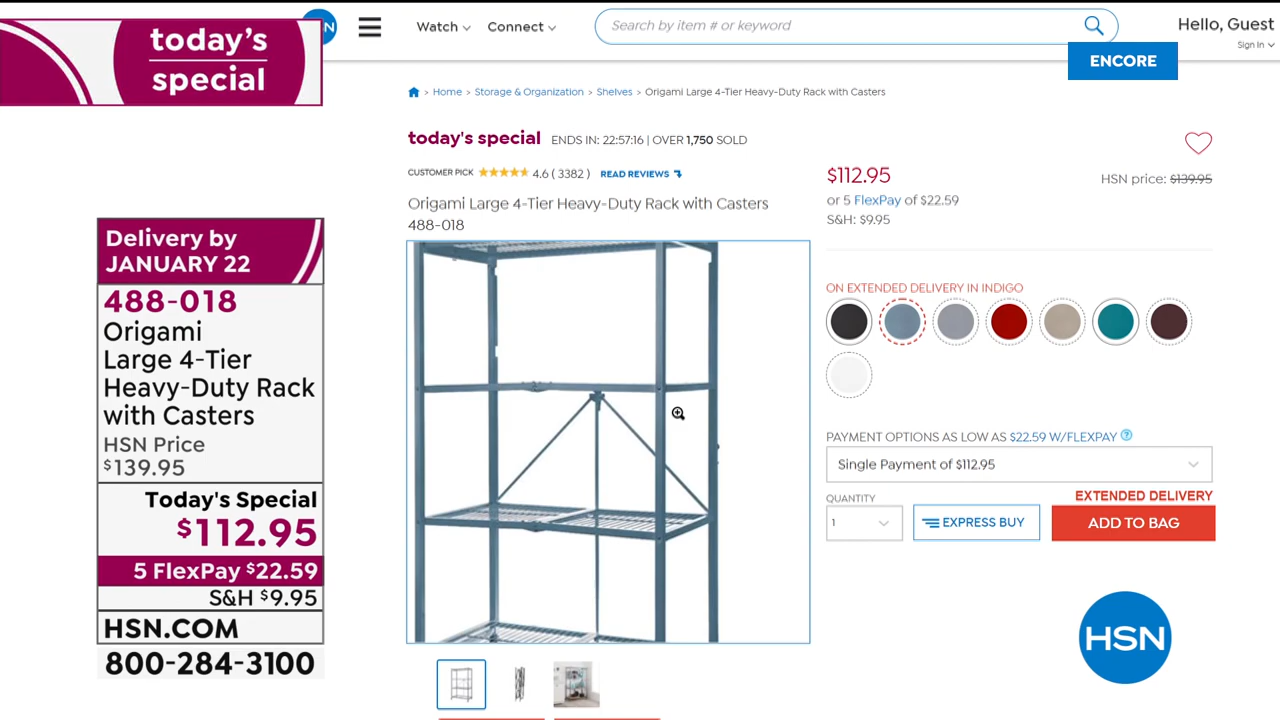 today's
special
N
Watch
Connect
Search by item # or keyword
Hello, Guest
Sign In
ENCORE
> Home > Storage & Organization > Shelves > Origami Large 4-Tier Heavy-Duty Rack with Casters
today's special ENDS IN: 22:57:16 | OVER 1,750 SOLD
CUSTOMER PICK 4.6 ( 3382 ) READ REVIEWS
Origami Large 4-Tier Heavy-Duty Rack with Casters
488-018
$112.95
HSN price: $139.95
or 5 FlexPay of $22.59
S&H: $9.95
ON EXTENDED DELIVERY IN INDIGO
PAYMENT OPTIONS AS LOW AS $22.59 W/FLEXPAY ?
Single Payment of $112.95
QUANTITY
1
EXPRESS BUY
EXTENDED DELIVERY
ADD TO BAG
HSN
Delivery by
JANUARY 22
488-018
Origami
Large 4-Tier
Heavy-Duty Rack
with Casters
HSN Price
$139.95
Today's Special
$112.95
5 FlexPay $22.59
S&H $9.95
HSN.COM
800-284-3100